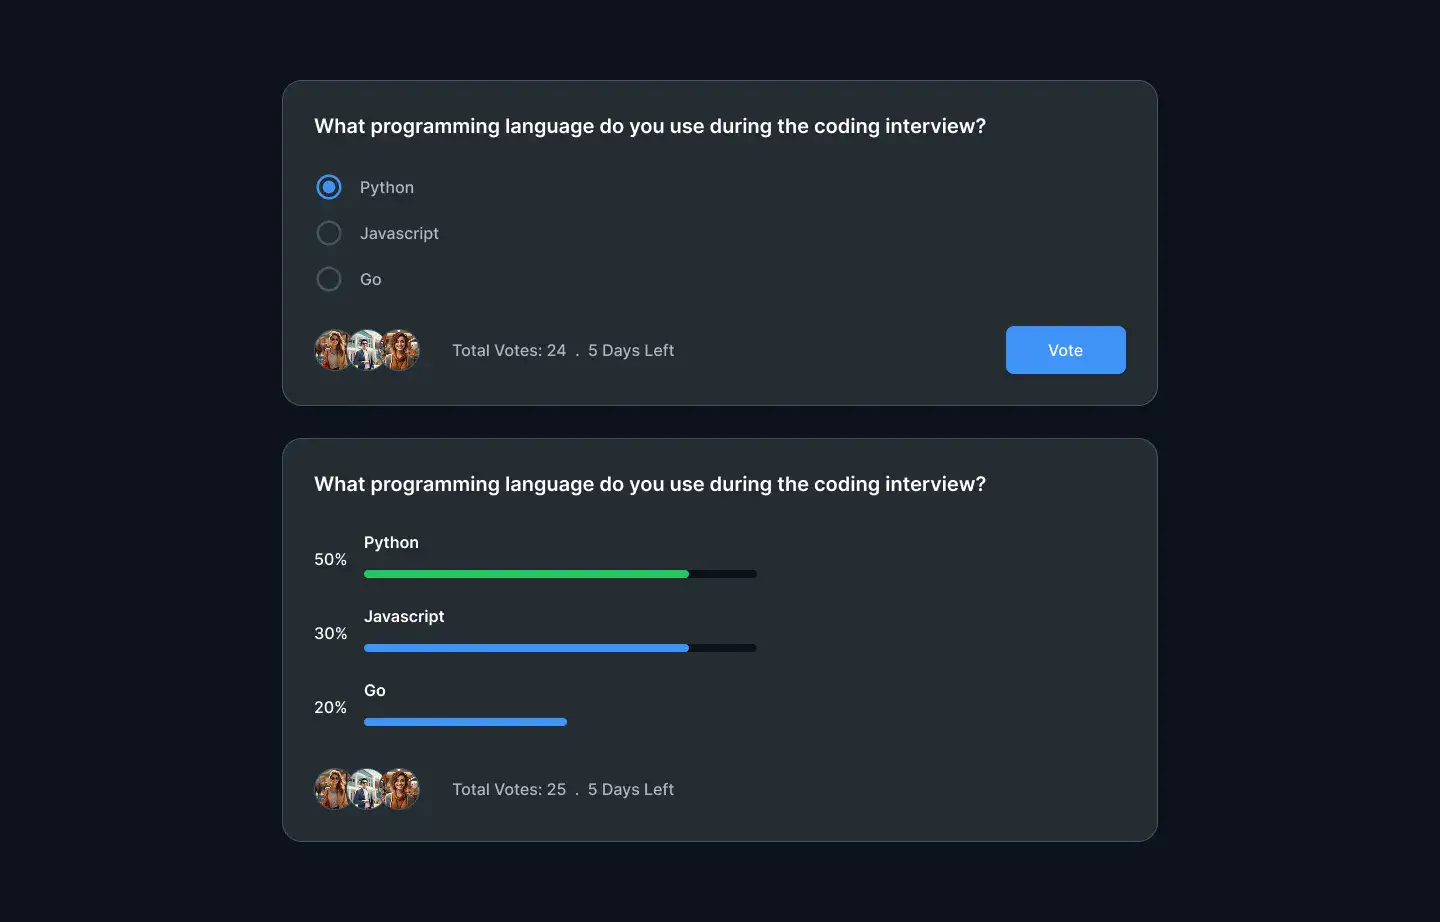 What programming language do you use during the coding interview?
Python
Javascript
Go
Total Votes: 24 . 5 Days Left
Vote
What programming language do you use during the coding interview?
Python
50%
Javascript
30%
Go
20%
Total Votes: 25 . 5 Days Left